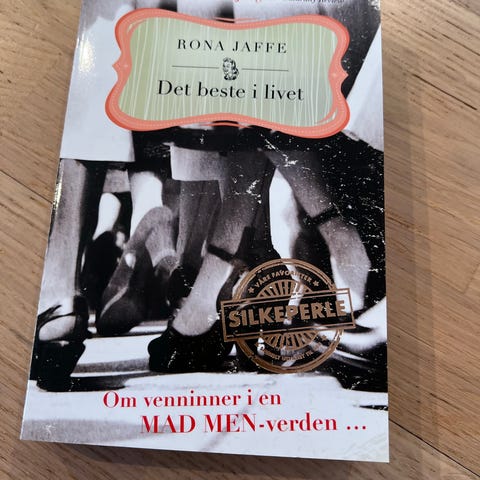 RONA JAFFE
Det beste i livet
VÅRE FAVORITTER
SILKEPERLE
Om venninner i en
MAD MEN-verden ...